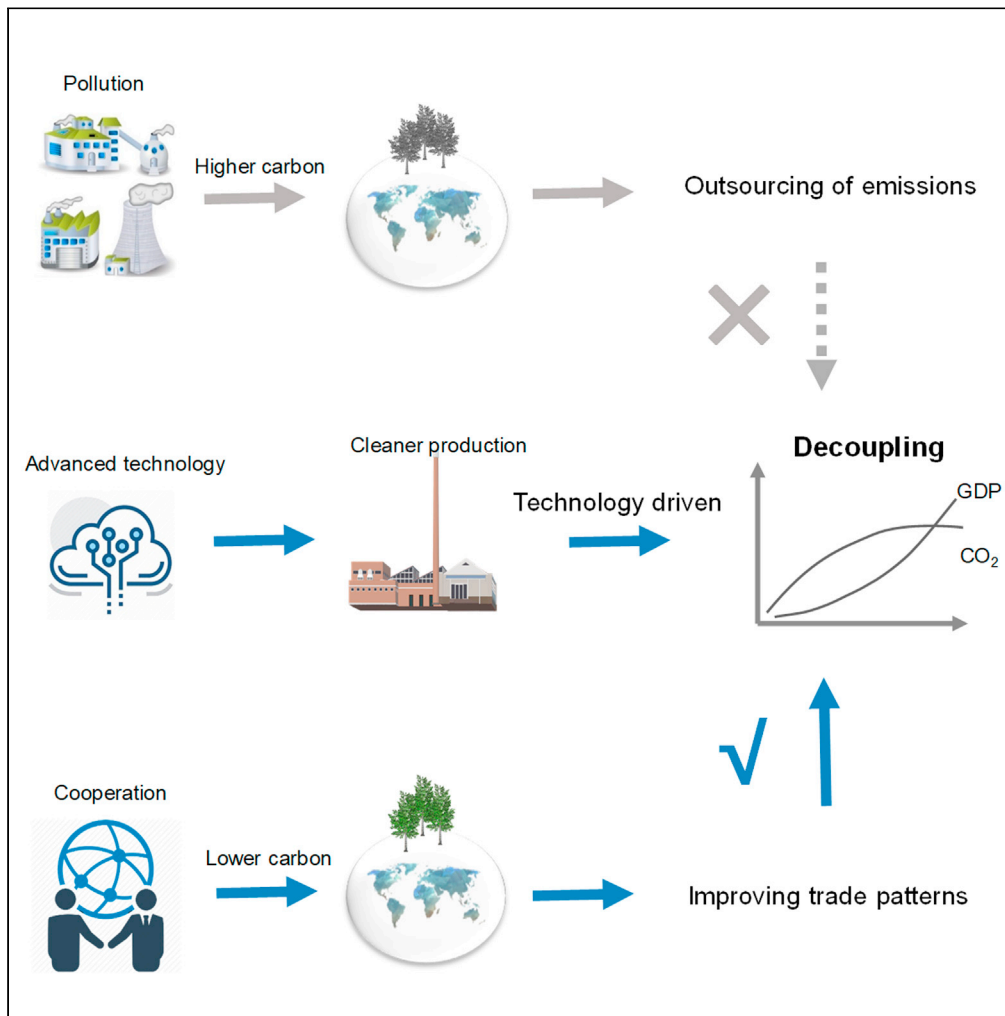 Pollution
Higher carbon
Outsourcing of emissions
Advanced technology
Cleaner production
Technology driven
Decoupling
GDP
CO₂
Cooperation
Lower carbon
Improving trade patterns